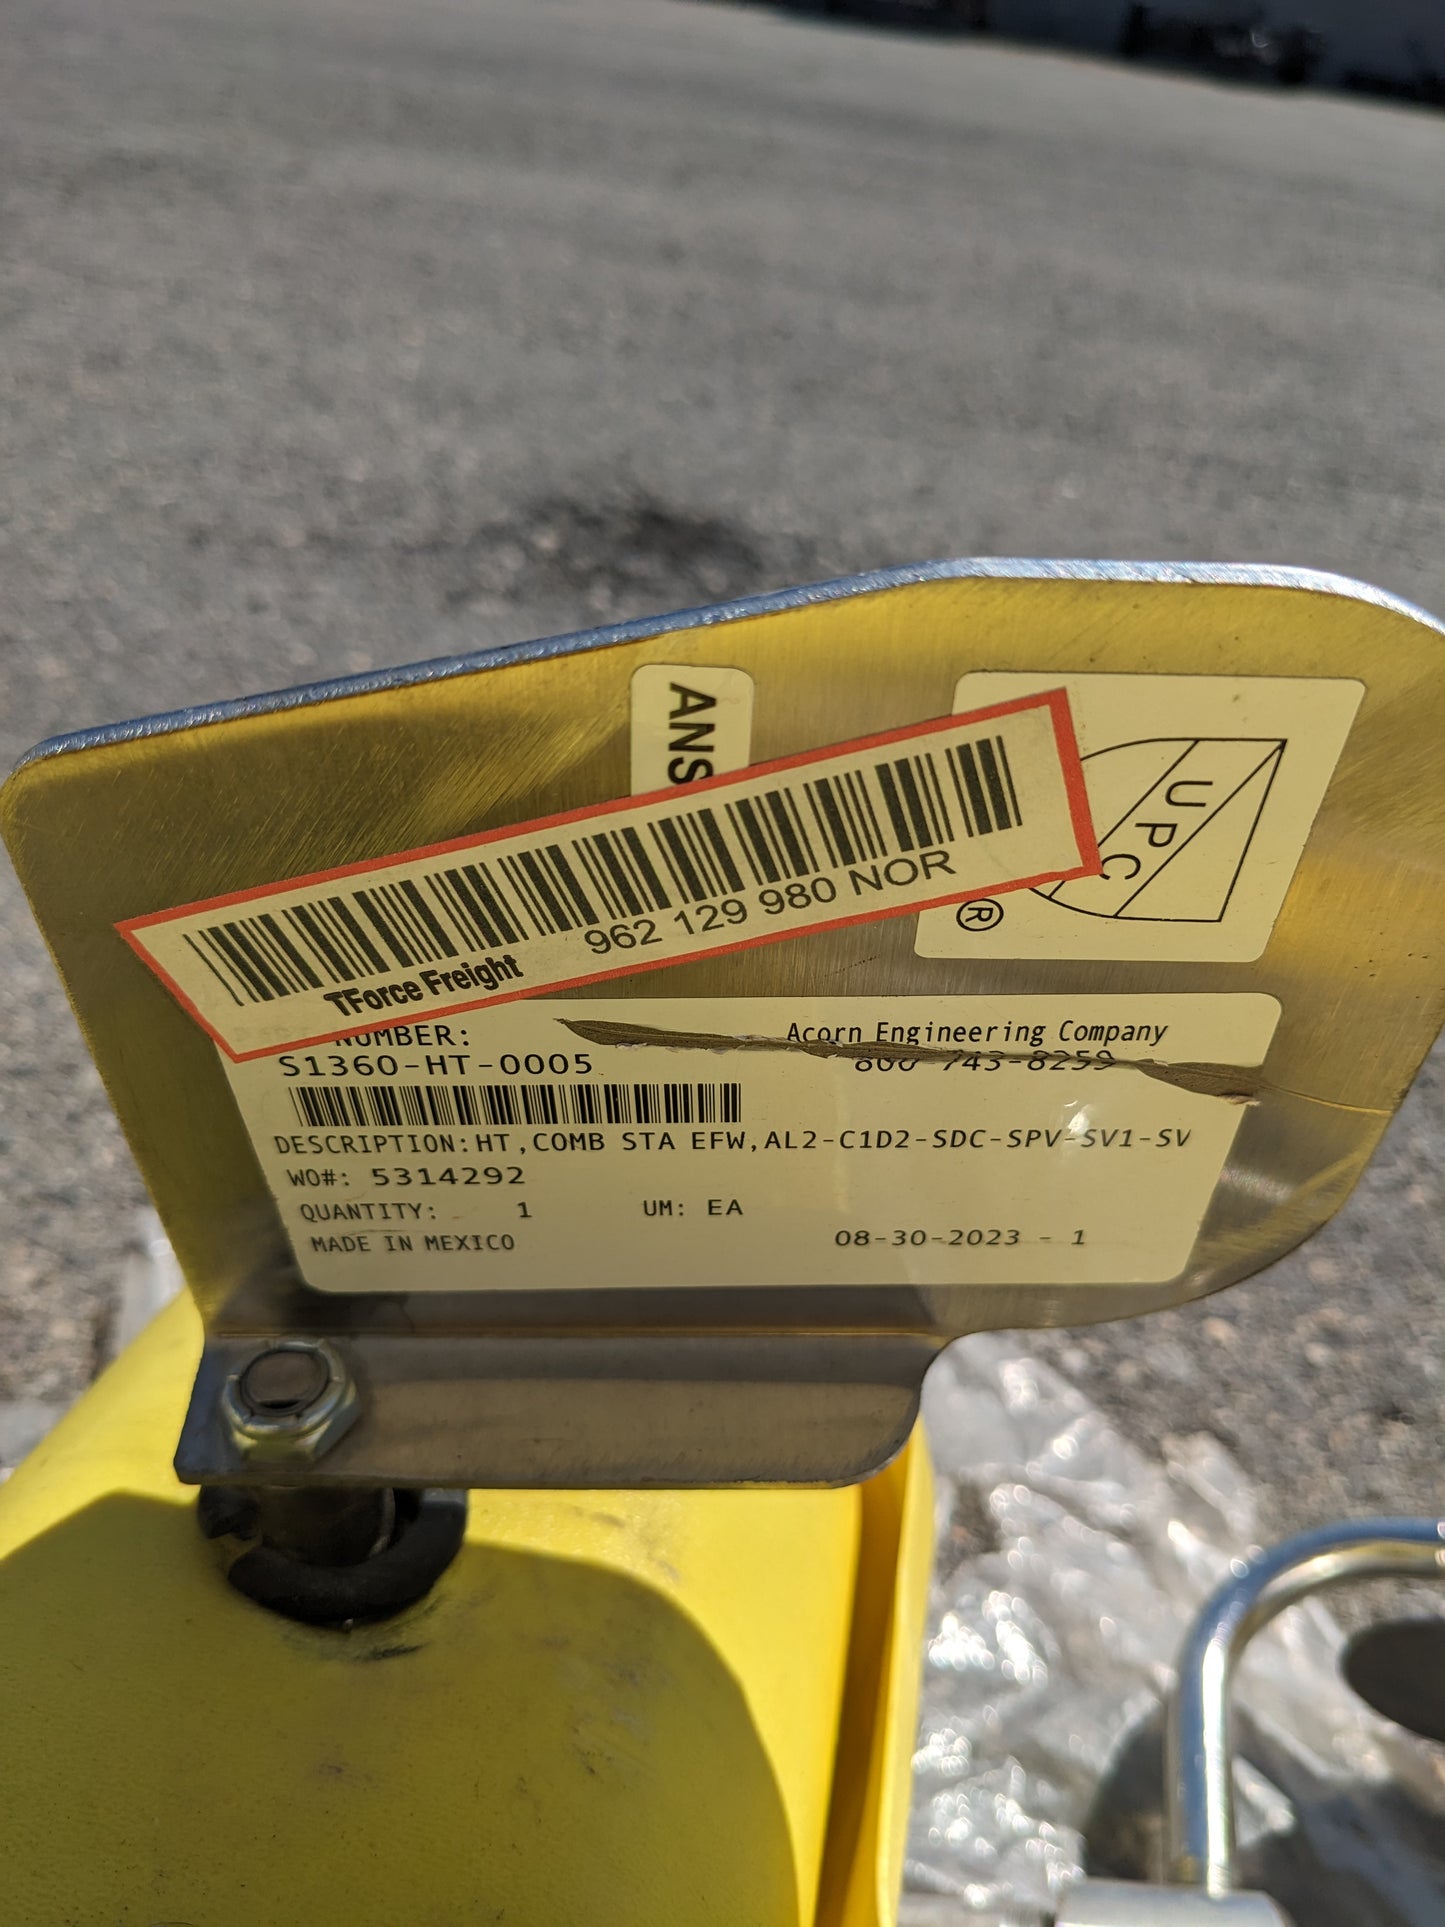 ANS
UPC
®
962 129 980 NOR
TForce Freight
NUMBER:
Acorn Engineering Company
S1360-HT-0005
800-743-8259
DESCRIPTION:HT,COMB STA EFW,AL2-C1D2-SDC-SPV-SV1-SV
WO#: 5314292
QUANTITY: 1 UM: EA
MADE IN MEXICO
08-30-2023 - 1